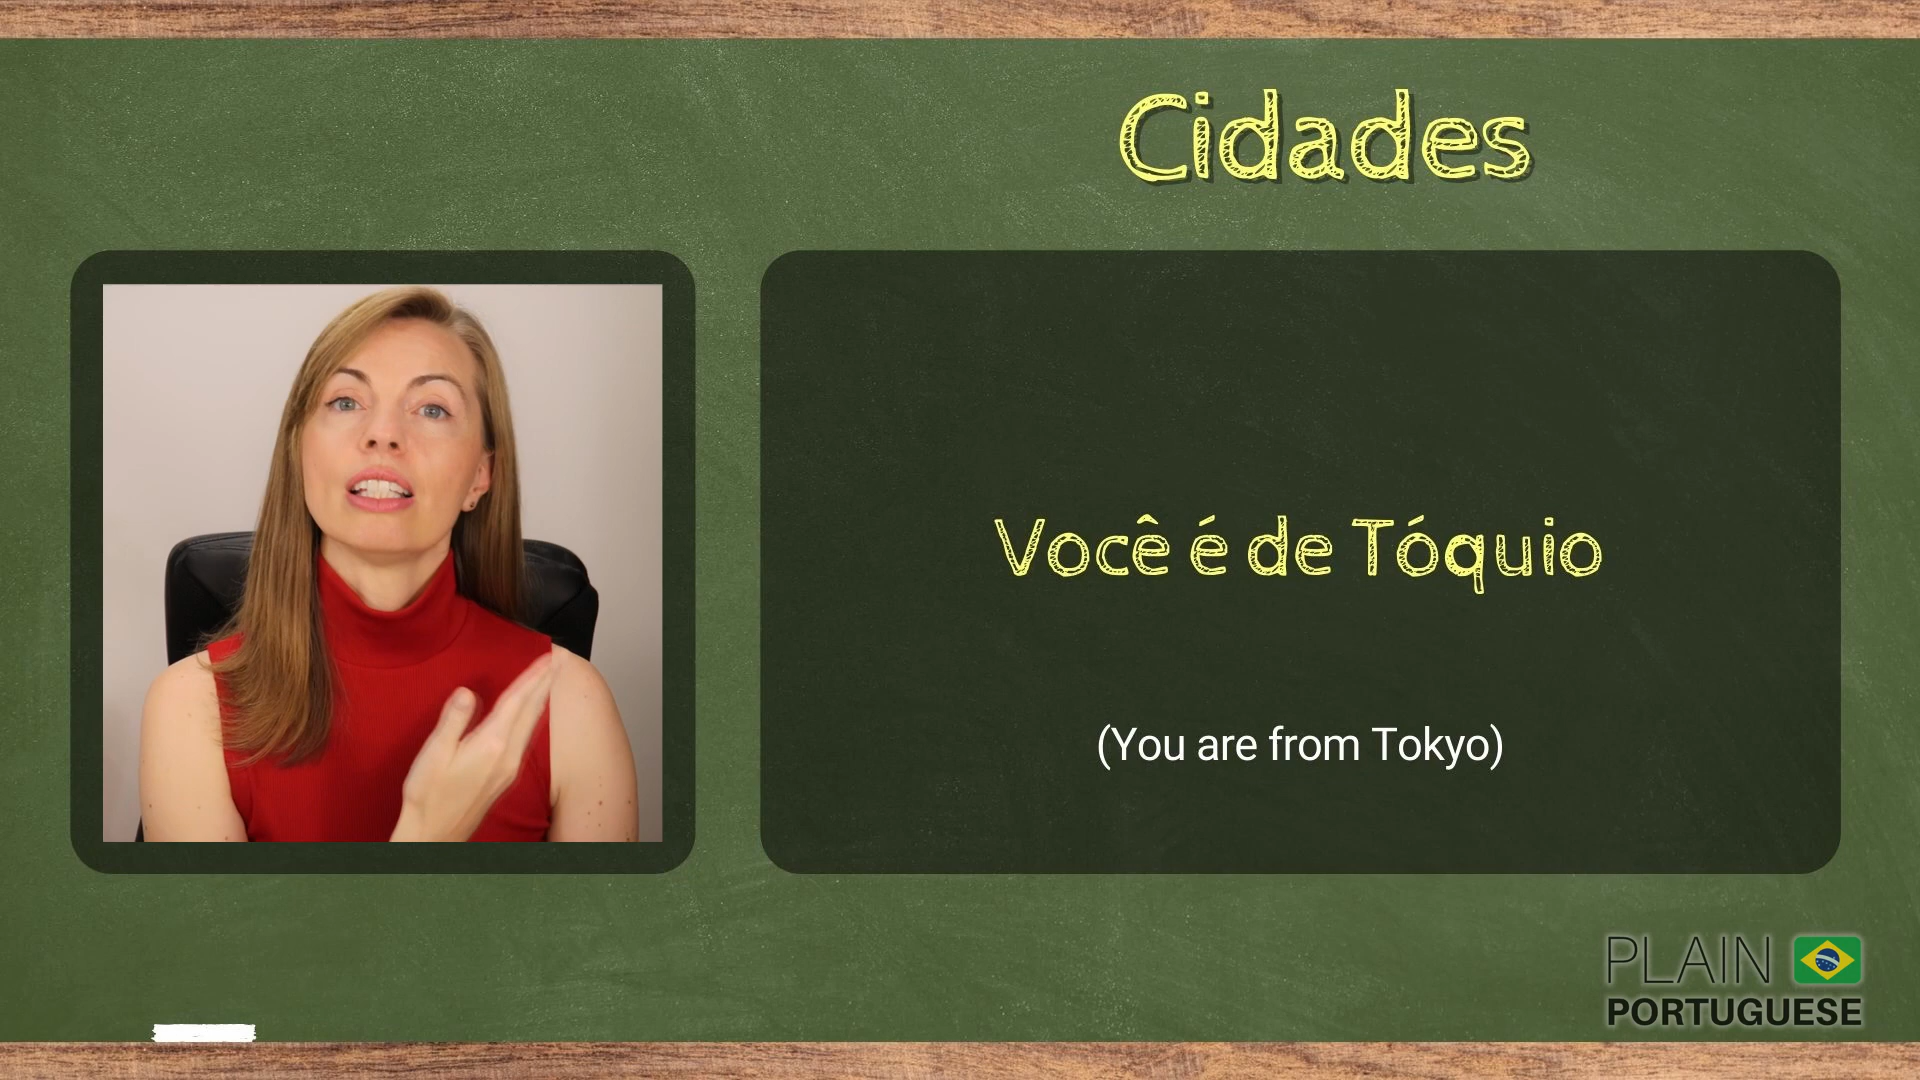 Cidades
Você é de Tóquio
(You are from Tokyo)
PLAIN
PORTUGUESE